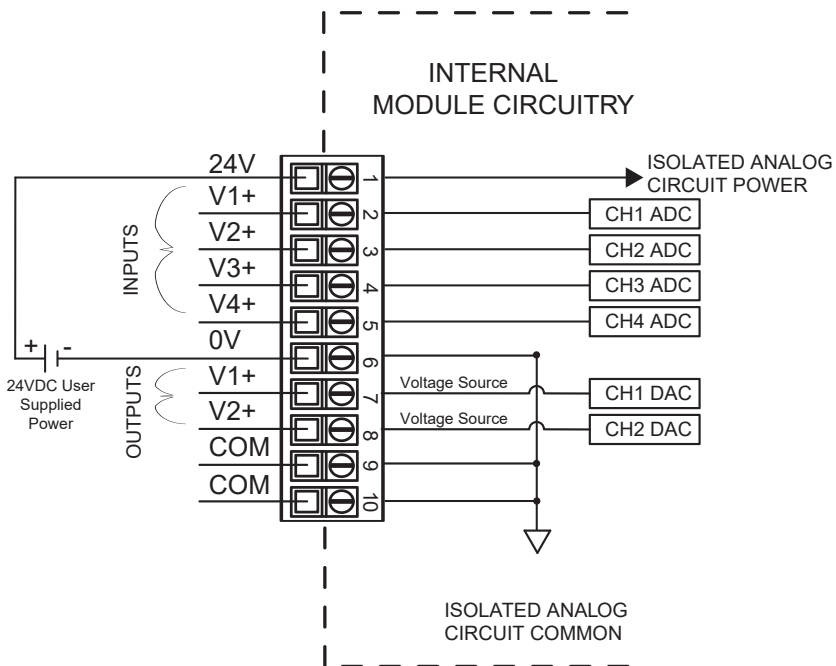 INTERNAL
MODULE CIRCUITRY
24V
1
ISOLATED ANALOG
CIRCUIT POWER
INPUTS
V1+
2
CH1 ADC
V2+
3
CH2 ADC
V3+
4
CH3 ADC
V4+
5
CH4 ADC
+
-
24VDC User
Supplied
Power
0V
6
OUTPUTS
V1+
7
Voltage Source
CH1 DAC
V2+
8
Voltage Source
CH2 DAC
COM
9
COM
10
ISOLATED ANALOG
CIRCUIT COMMON